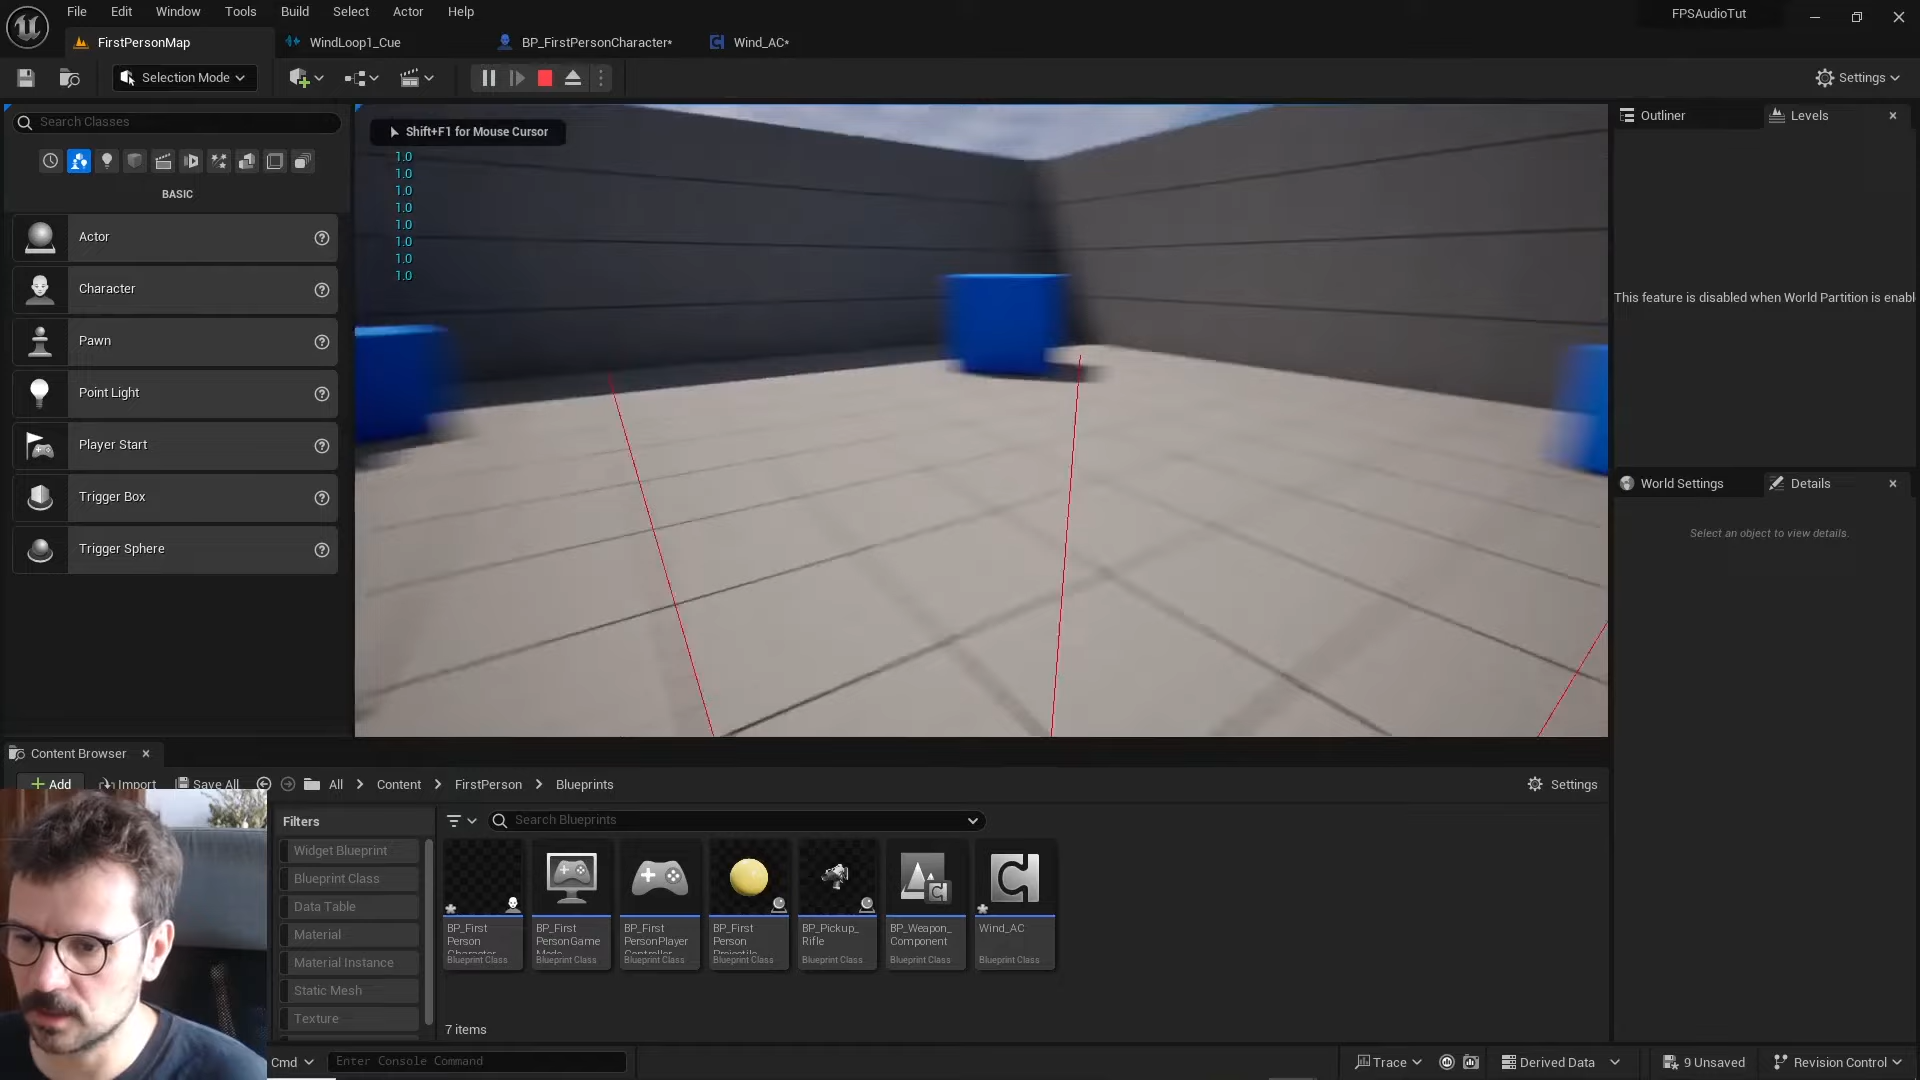 File Edit Window Tools Build Select Actor Help
FPSAudioTut
FirstPersonMap
WindLoop1_Cue
BP_FirstPersonCharacter*
Wind_AC*
Selection Mode
Settings
Search Classes
BASIC
Actor
Character
Pawn
Point Light
Player Start
Trigger Box
Trigger Sphere
Shift+F1 for Mouse Cursor
1.0
1.0
1.0
1.0
1.0
1.0
1.0
1.0
Outliner
Levels
This feature is disabled when World Partition is enabl
World Settings
Details
Select an object to view details.
Content Browser
Add
Import
Save All
All > Content > FirstPerson > Blueprints
Settings
Filters
Widget Blueprint
Blueprint Class
Data Table
Material
Material Instance
Static Mesh
Texture
Search Blueprints
BP_First
Person
Character
Blueprint Class
BP_First
PersonGame
Mode
Blueprint Class
BP_First
PersonPlayer
Controller
Blueprint Class
BP_First
Person
Projectile
Blueprint Class
BP_Pickup_
Rifle
Blueprint Class
BP_Weapon_
Component
Blueprint Class
Wind_AC
Blueprint Class
7 items
Cmd
Enter Console Command
Trace
Derived Data
9 Unsaved
Revision Control